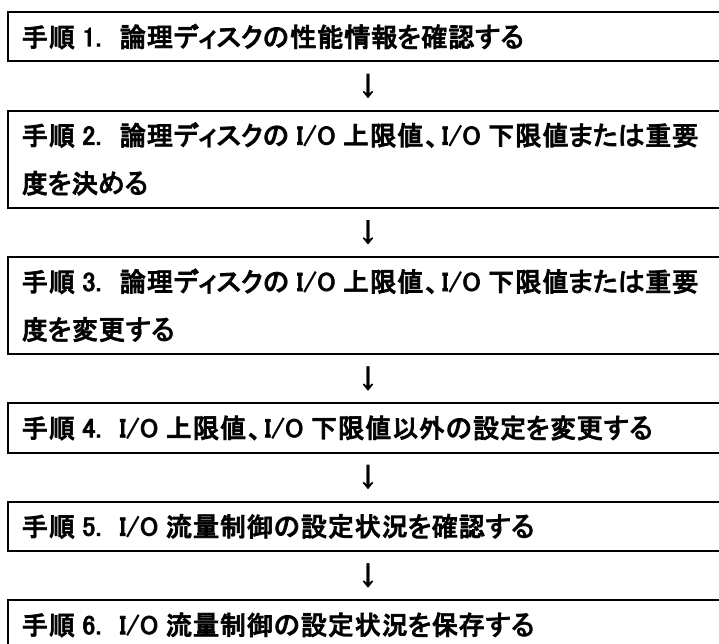 手順 1. 論理ディスクの性能情報を確認する
↓
手順 2. 論理ディスクの I/O 上限値、I/O 下限値または重要
度を決める
↓
手順 3. 論理ディスクの I/O 上限値、I/O 下限値または重要
度を変更する
↓
手順 4. I/O 上限値、I/O 下限値以外の設定を変更する
↓
手順 5. I/O 流量制御の設定状況を確認する
↓
手順 6. I/O 流量制御の設定状況を保存する